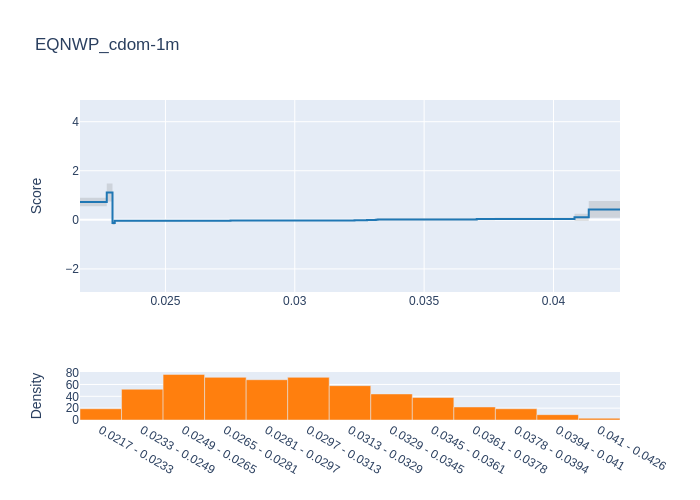 EQNWP_cdom-1m
Score
4
2
0
−2
0.025
0.03
0.035
0.04
Density
80
60
40
20
0
0.0217 - 0.0233
0.0233 - 0.0249
0.0249 - 0.0265
0.0265 - 0.0281
0.0281 - 0.0297
0.0297 - 0.0313
0.0313 - 0.0329
0.0329 - 0.0345
0.0345 - 0.0361
0.0361 - 0.0378
0.0378 - 0.0394
0.0394 - 0.041
0.041 - 0.0426